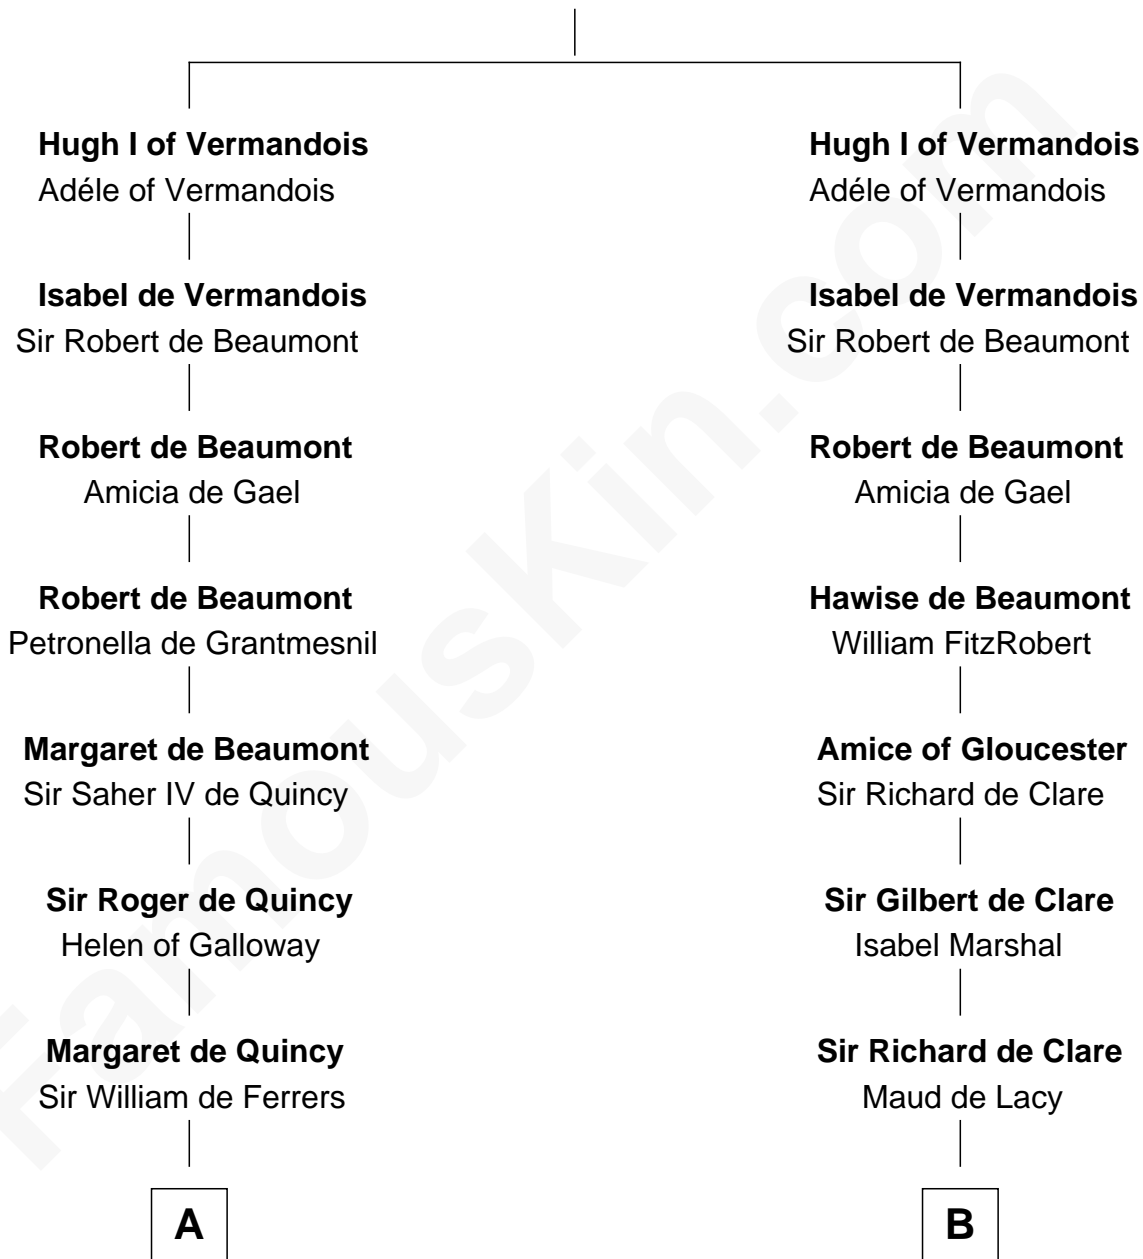 Hugh I of Vermandois
Adéle of Vermandois
Isabel de Vermandois
Sir Robert de Beaumont
Robert de Beaumont
Amicia de Gael
Robert de Beaumont
Petronella de Grantmesnil
Margaret de Beaumont
Sir Saher IV de Quincy
Sir Roger de Quincy
Helen of Galloway
Margaret de Quincy
Sir William de Ferrers
A
Hugh I of Vermandois
Adéle of Vermandois
Isabel de Vermandois
Sir Robert de Beaumont
Robert de Beaumont
Amicia de Gael
Hawise de Beaumont
William FitzRobert
Amice of Gloucester
Sir Richard de Clare
Sir Gilbert de Clare
Isabel Marshal
Sir Richard de Clare
Maud de Lacy
B
FamousKin.com